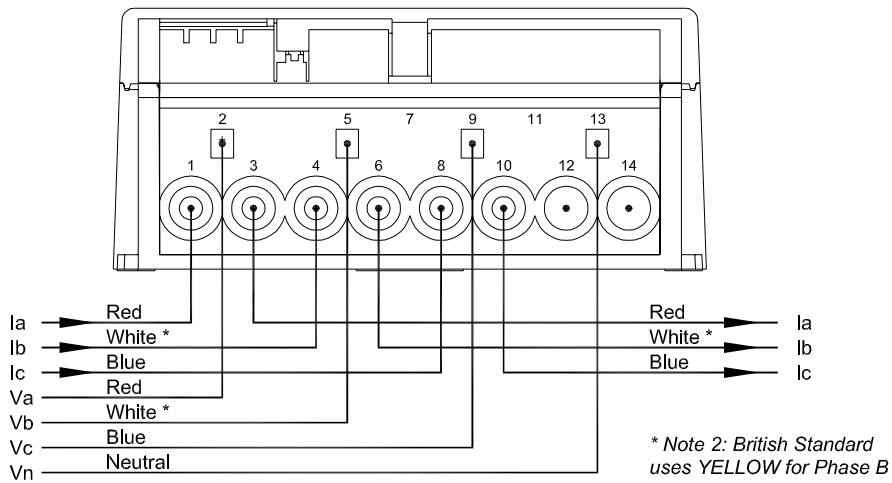 2 5 7 9 11 13
1 3 4 6 8 10 12 14
Ia Red Red Ia
Ib White * White * Ib
Ic Blue Blue Ic
Va Red
Vb White *
Vc Blue
Vn Neutral
* Note 2: British Standard
uses YELLOW for Phase B